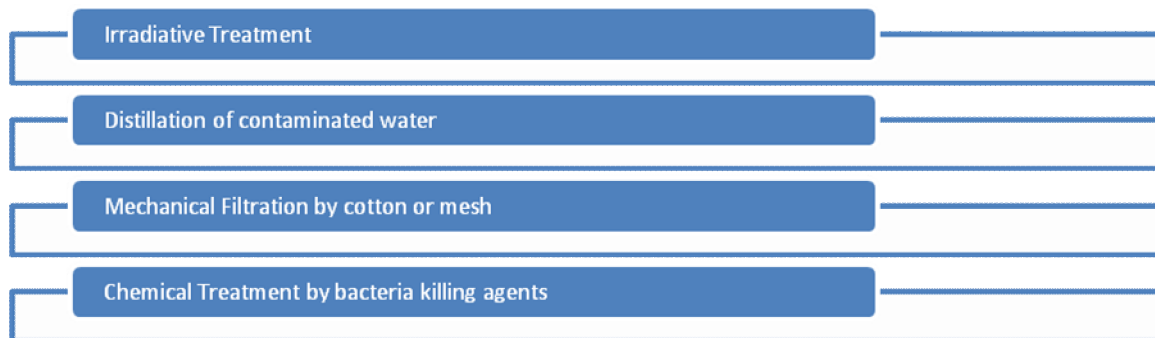 Irradiative Treatment
Distillation of contaminated water
Mechanical Filtration by cotton or mesh
Chemical Treatment by bacteria killing agents